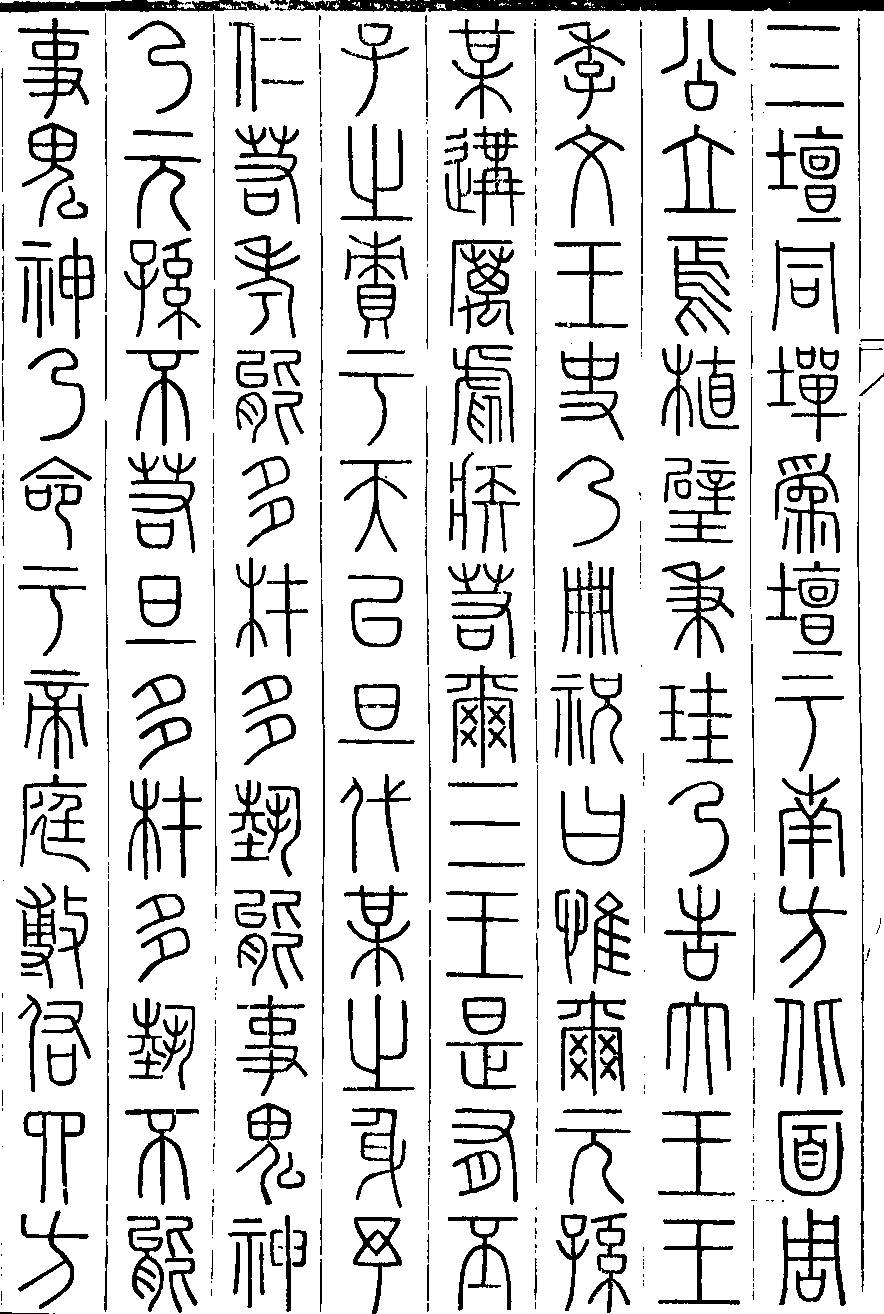 三壇同墠爲壇于南方北面周
公立焉植璧秉珪乃告大王王
季文王史乃冊祝曰惟爾元孫
某遘厲虐疾若爾三王是有丕
子之責于天以旦代某之身予
仁若考能多材多藝能事鬼神
乃元孫不若旦多材多藝不能
事鬼神乃命于帝庭敷佑四方